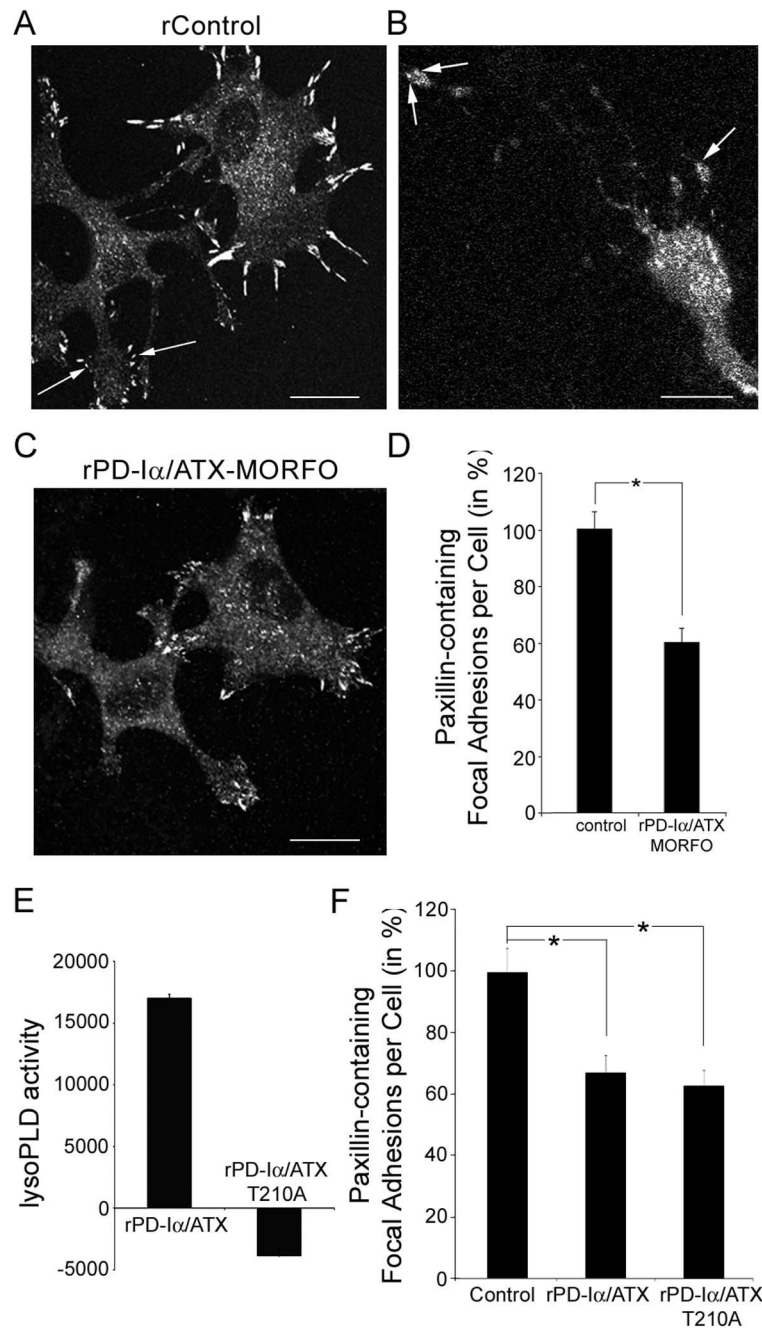 A
rControl
B
C
rPD-Iα/ATX-MORFO
D
Paxillin-containing
Focal Adhesions per Cell (in %)
120
100
80
60
40
20
0
*
control
rPD-Iα/ATX
MORFO
E
lysoPLD activity
20000
15000
10000
5000
0
-5000
rPD-Iα/ATX
rPD-Iα/ATX
T210A
F
Paxillin-containing
Focal Adhesions per Cell (in %)
120
100
80
60
40
20
0
*
*
Control
rPD-Iα/ATX
rPD-Iα/ATX
T210A